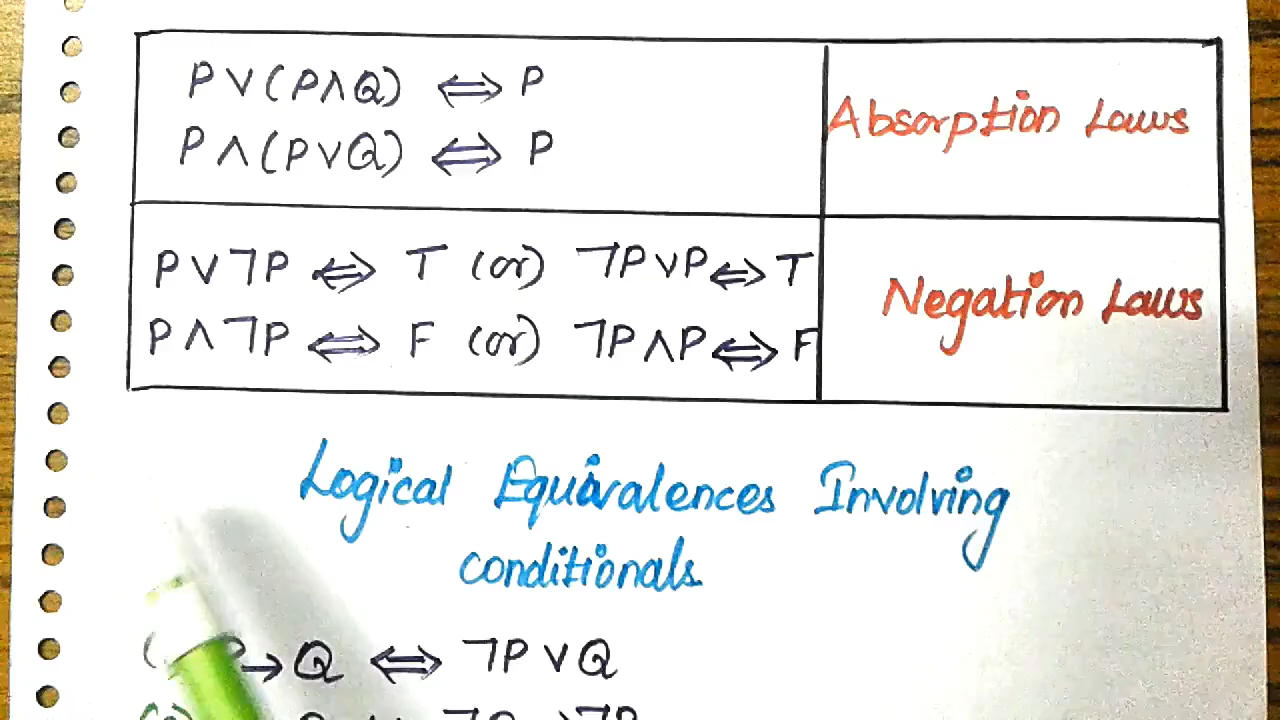 P∨(P∧Q) ⇔ P
P∧(P∨Q) ⇔ P
Absorption Laws
P∨¬P ⇔ T (or) ¬P∨P ⇔ T
P∧¬P ⇔ F (or) ¬P∧P ⇔ F
Negation Laws
Logical Equivalences Involving
conditionals
→ Q ⇔ ¬P∨Q